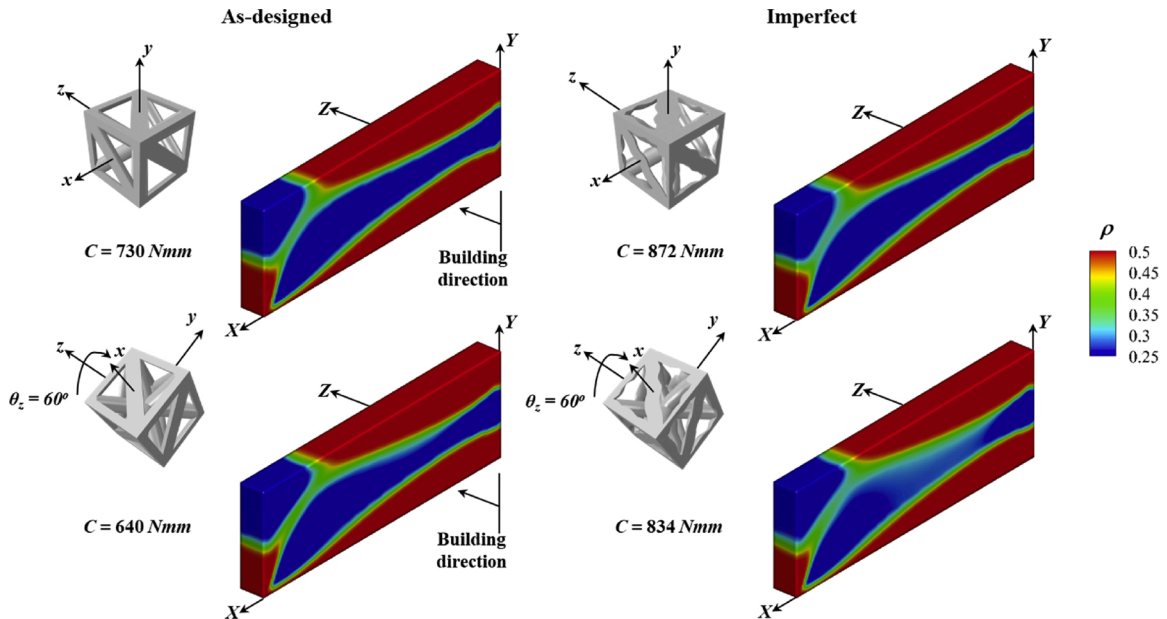 As-designed
Imperfect
y
z
x
C = 730 Nmm
Y
Z
X
Building
direction
y
z
x
C = 872 Nmm
Y
Z
X
ρ
0.5
0.45
0.4
0.35
0.3
0.25
y
z
x
θz = 60º
C = 640 Nmm
Y
Z
X
Building
direction
y
z
x
θz = 60º
C = 834 Nmm
Y
Z
X